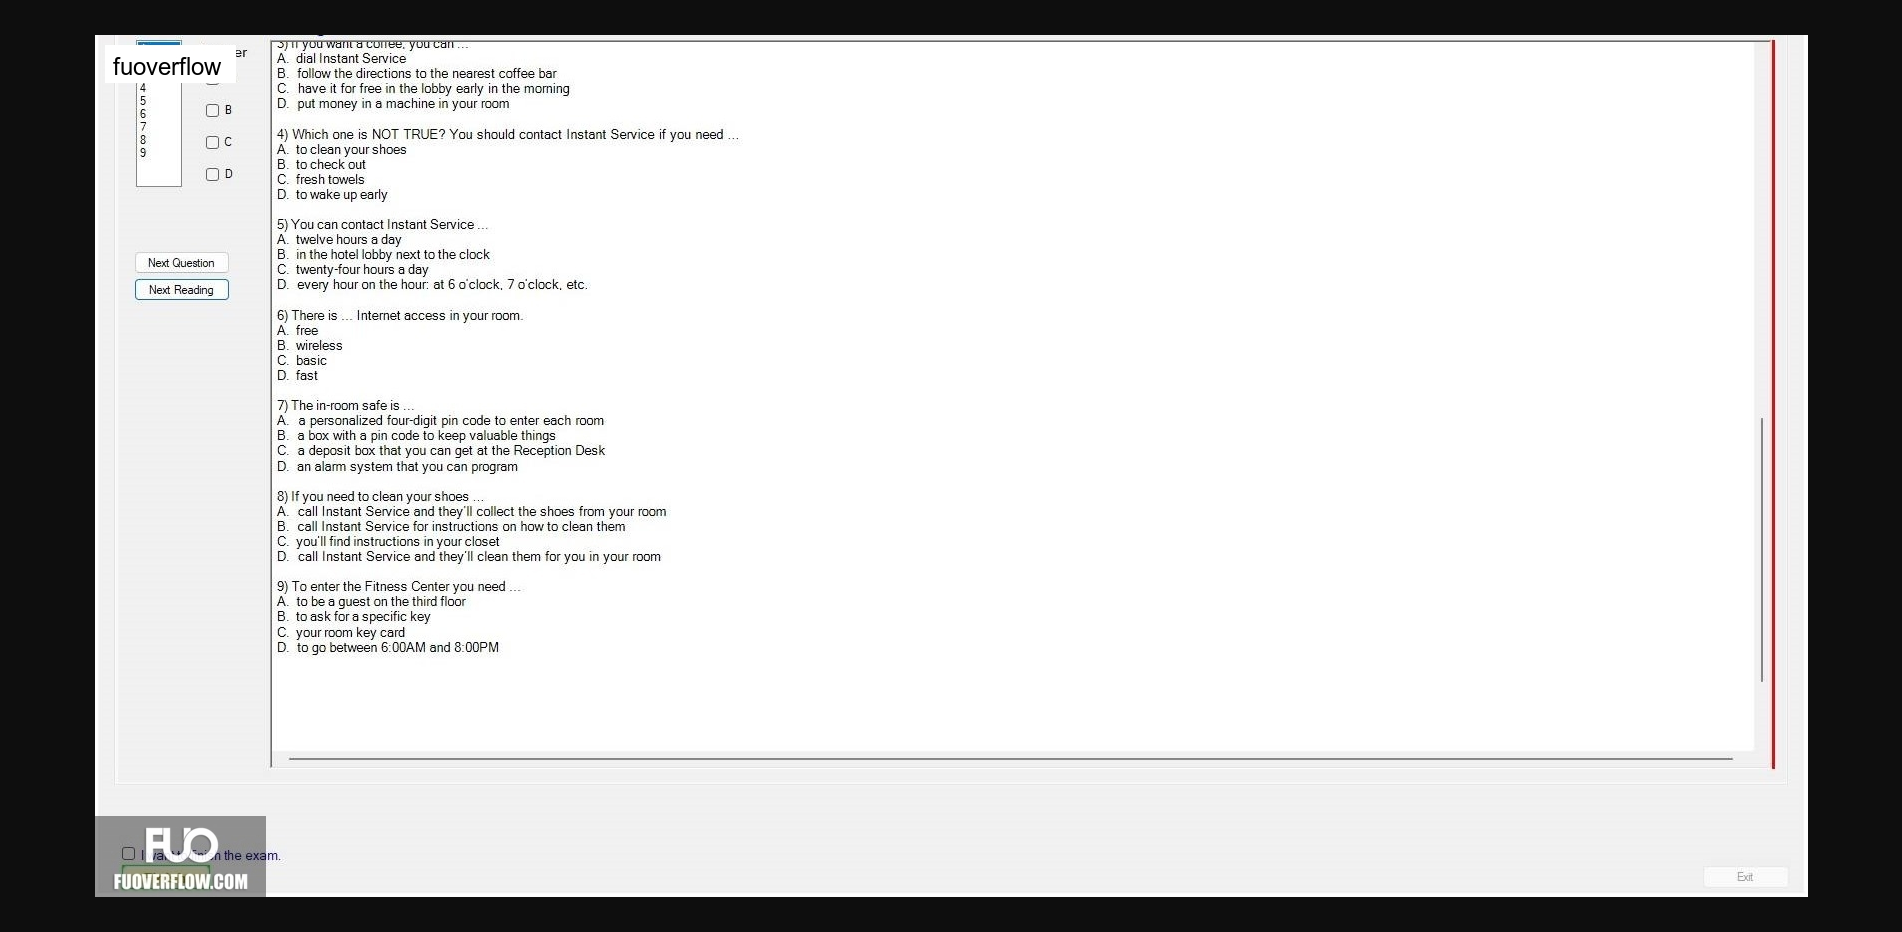 fuoverflow
er
4
5
6
7
8
9
B
C
D
Next Question
Next Reading
3) If you want a coffee, you can ...
A. dial Instant Service
B. follow the directions to the nearest coffee bar
C. have it for free in the lobby early in the morning
D. put money in a machine in your room
4) Which one is NOT TRUE? You should contact Instant Service if you need ...
A. to clean your shoes
B. to check out
C. fresh towels
D. to wake up early
5) You can contact Instant Service ...
A. twelve hours a day
B. in the hotel lobby next to the clock
C. twenty-four hours a day
D. every hour on the hour: at 6 o'clock, 7 o'clock, etc.
6) There is ... Internet access in your room.
A. free
B. wireless
C. basic
D. fast
7) The in-room safe is ...
A. a personalized four-digit pin code to enter each room
B. a box with a pin code to keep valuable things
C. a deposit box that you can get at the Reception Desk
D. an alarm system that you can program
8) If you need to clean your shoes ...
A. call Instant Service and they'll collect the shoes from your room
B. call Instant Service for instructions on how to clean them
C. you'll find instructions in your closet
D. call Instant Service and they'll clean them for you in your room
9) To enter the Fitness Center you need ...
A. to be a guest on the third floor
B. to ask for a specific key
C. your room key card
D. to go between 6:00AM and 8:00PM
FUO
I the exam.
FUOVERFLOW.COM
Exit